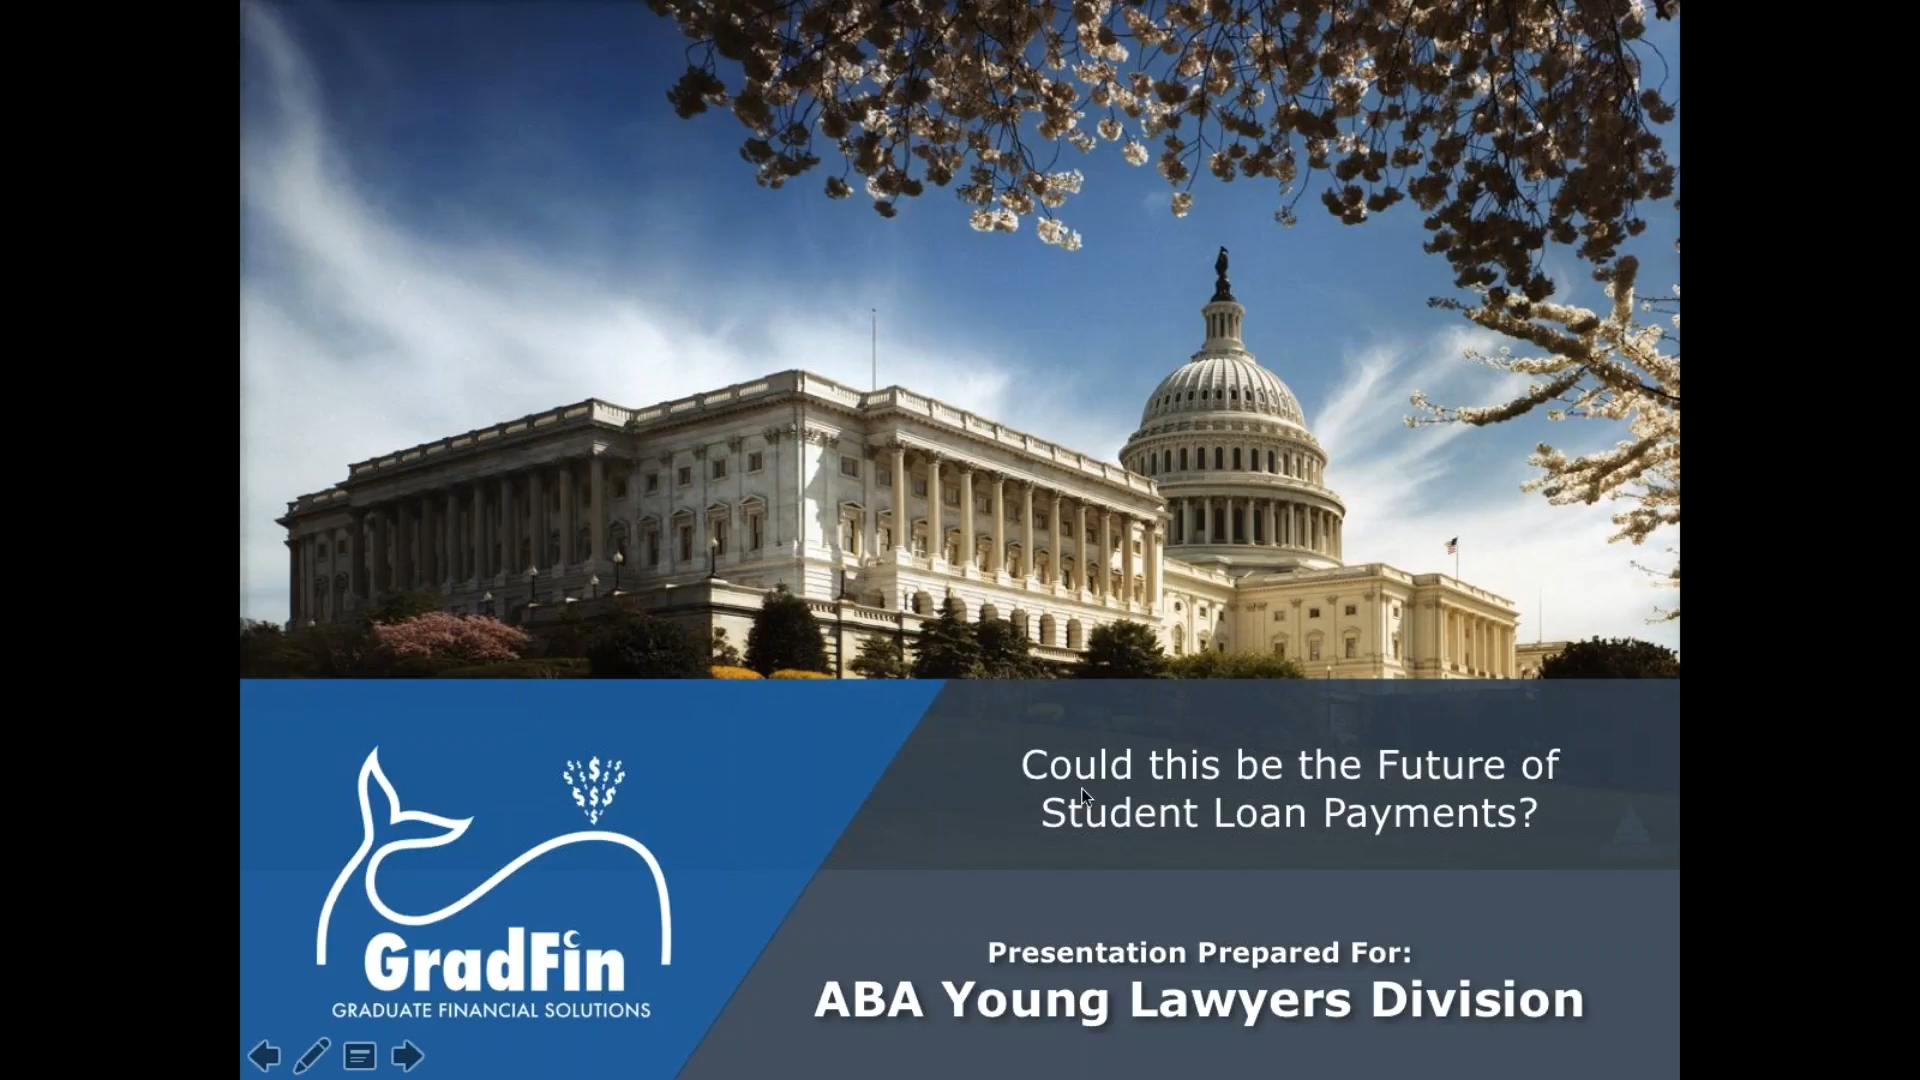 Could this be the Future of
Student Loan Payments?
$ $ $ $ $
$ $ $
$ $ $
$
GradFin
GRADUATE FINANCIAL SOLUTIONS
Presentation Prepared For:
ABA Young Lawyers Division